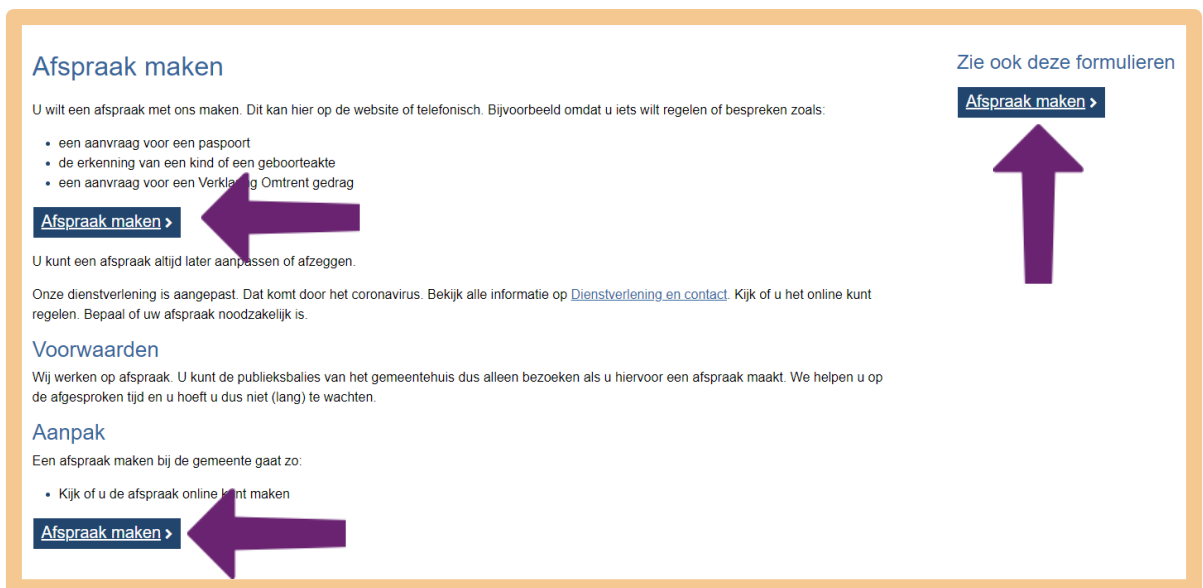 Afspraak maken
U wilt een afspraak met ons maken. Dit kan hier op de website of telefonisch. Bijvoorbeeld omdat u iets wilt regelen of bespreken zoals:
• een aanvraag voor een paspoort
• de erkenning van een kind of een geboorteakte
• een aanvraag voor een Verklaring Omtrent gedrag
Afspraak maken ›
U kunt een afspraak altijd later aanpassen of afzeggen.
Onze dienstverlening is aangepast. Dat komt door het coronavirus. Bekijk alle informatie op Dienstverlening en contact. Kijk of u het online kunt
regelen. Bepaal of uw afspraak noodzakelijk is.
Voorwaarden
Wij werken op afspraak. U kunt de publieksbalies van het gemeentehuis dus alleen bezoeken als u hiervoor een afspraak maakt. We helpen u op
de afgesproken tijd en u hoeft u dus niet (lang) te wachten.
Aanpak
Een afspraak maken bij de gemeente gaat zo:
• Kijk of u de afspraak online kunt maken
Afspraak maken ›
Zie ook deze formulieren
Afspraak maken ›